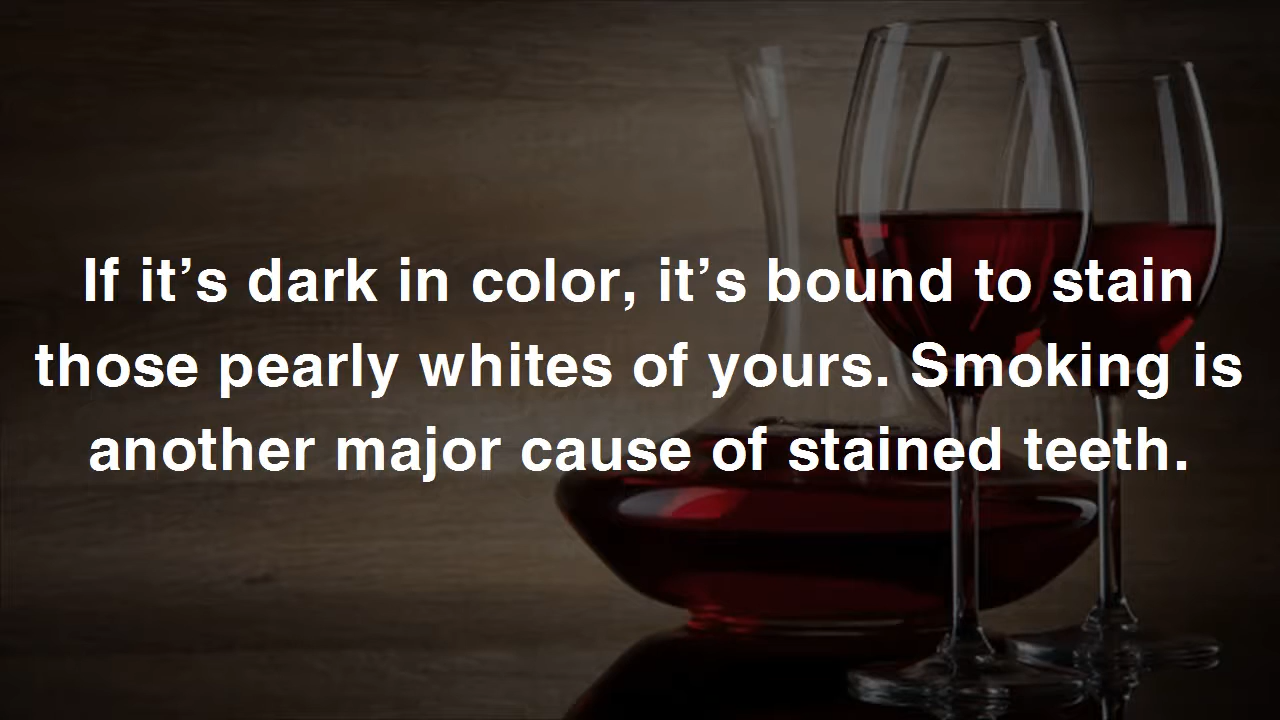 If it’s dark in color, it’s bound to stain
those pearly whites of yours. Smoking is
another major cause of stained teeth.